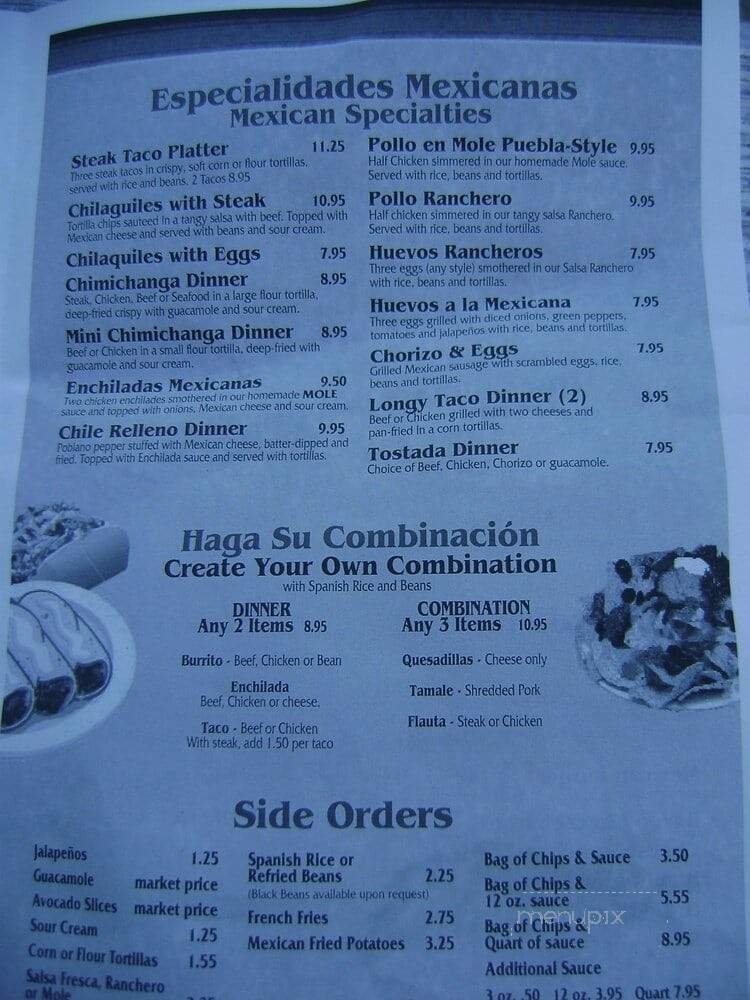 Especialidades Mexicanas
Mexican Specialties
Steak Taco Platter 11.25
Three steak tacos in crispy, soft corn or flour tortillas.
served with rice and beans. 2 Tacos 8.95
Chilaquiles with Steak 10.95
Tortilla chips sauteed in a tangy salsa with beef. Topped with
Mexican cheese and served with beans and sour cream.
Chilaquiles with Eggs 7.95
Chimichanga Dinner 8.95
Steak, Chicken, Beef or Seafood in a large flour tortilla,
deep-fried crispy with guacamole and sour cream.
Mini Chimichanga Dinner 8.95
Beef or Chicken in a small flour tortilla, deep-fried with
guacamole and sour cream.
Enchiladas Mexicanas 9.50
Two chicken enchiladas smothered in our homemade MOLE
sauce and topped with onions, Mexican cheese and sour cream.
Chile Relleno Dinner 9.95
Poblano pepper stuffed with Mexican cheese, batter-dipped and
fried. Topped with Enchilada sauce and served with tortillas.
Pollo en Mole Puebla-Style 9.95
Half Chicken simmered in our homemade Mole sauce.
Served with rice, beans and tortillas.
Pollo Ranchero 9.95
Half chicken simmered in our tangy salsa Ranchero.
Served with rice, beans and tortillas.
Huevos Rancheros 7.95
Three eggs (any style) smothered in our Salsa Ranchero
with rice, beans and tortillas.
Huevos a la Mexicana 7.95
Three eggs grilled with diced onions, green peppers,
tomatoes and jalapeños with rice, beans and tortillas.
Chorizo & Eggs 7.95
Grilled Mexican sausage with scrambled eggs, rice,
beans and tortillas.
Longy Taco Dinner (2) 8.95
Beef or Chicken grilled with two cheeses and
pan-fried in a corn tortillas.
Tostada Dinner 7.95
Choice of Beef, Chicken, Chorizo or guacamole.
Haga Su Combinación
Create Your Own Combination
with Spanish Rice and Beans
DINNER
Any 2 Items 8.95
Burrito - Beef, Chicken or Bean
Enchilada
Beef, Chicken or cheese.
Taco - Beef or Chicken
With steak, add 1.50 per taco
COMBINATION
Any 3 Items 10.95
Quesadillas - Cheese only
Tamale - Shredded Pork
Flauta - Steak or Chicken
Side Orders
Jalapeños 1.25
Guacamole market price
Avocado Slices market price
Sour Cream 1.25
Corn or Flour Tortillas 1.55
Salsa Fresca, Ranchero
or Mole
Spanish Rice or
Refried Beans 2.25
(Black Beans available upon request)
French Fries 2.75
Mexican Fried Potatoes 3.25
Bag of Chips & Sauce 3.50
Bag of Chips &
12 oz. sauce 5.55
Bag of Chips &
Quart of sauce 8.95
Additional Sauce
3 oz. .50 12 oz. 3.95 Quart 7.95
menupix